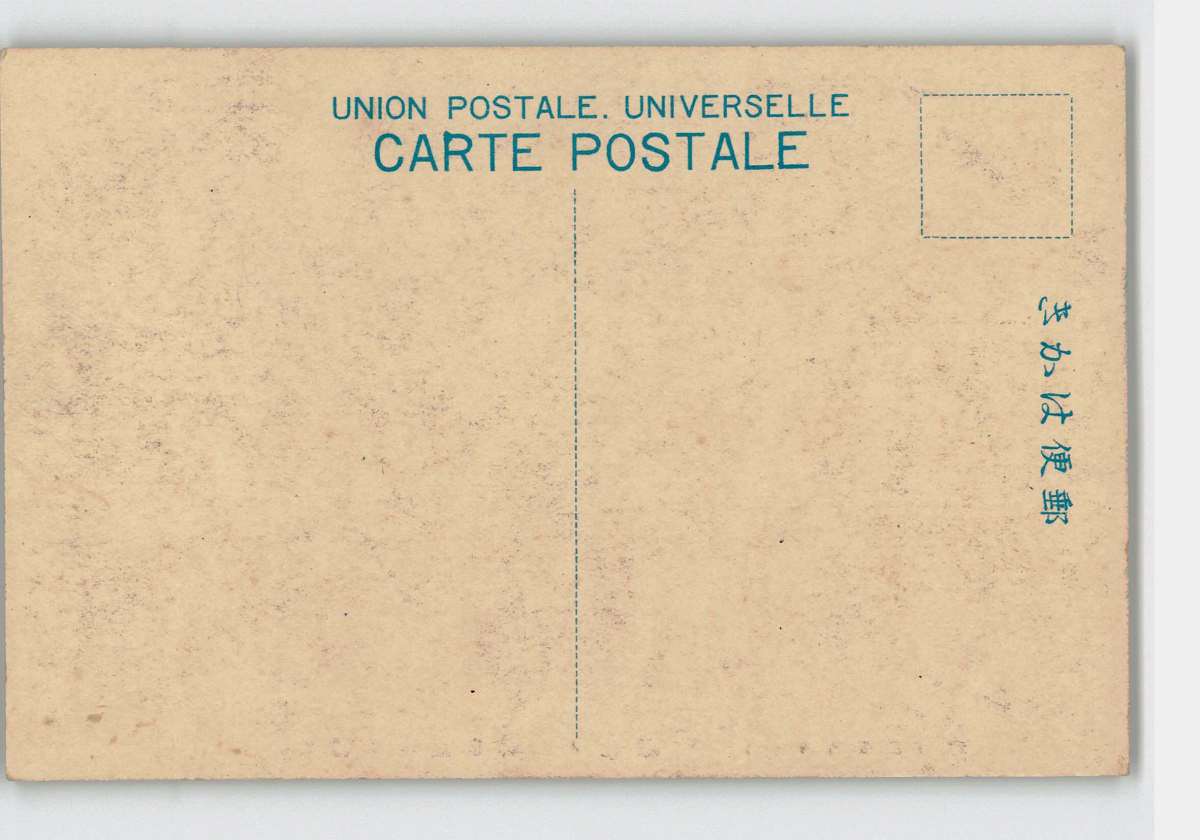 UNION POSTALE. UNIVERSELLE
CARTE POSTALE
郵便はかき